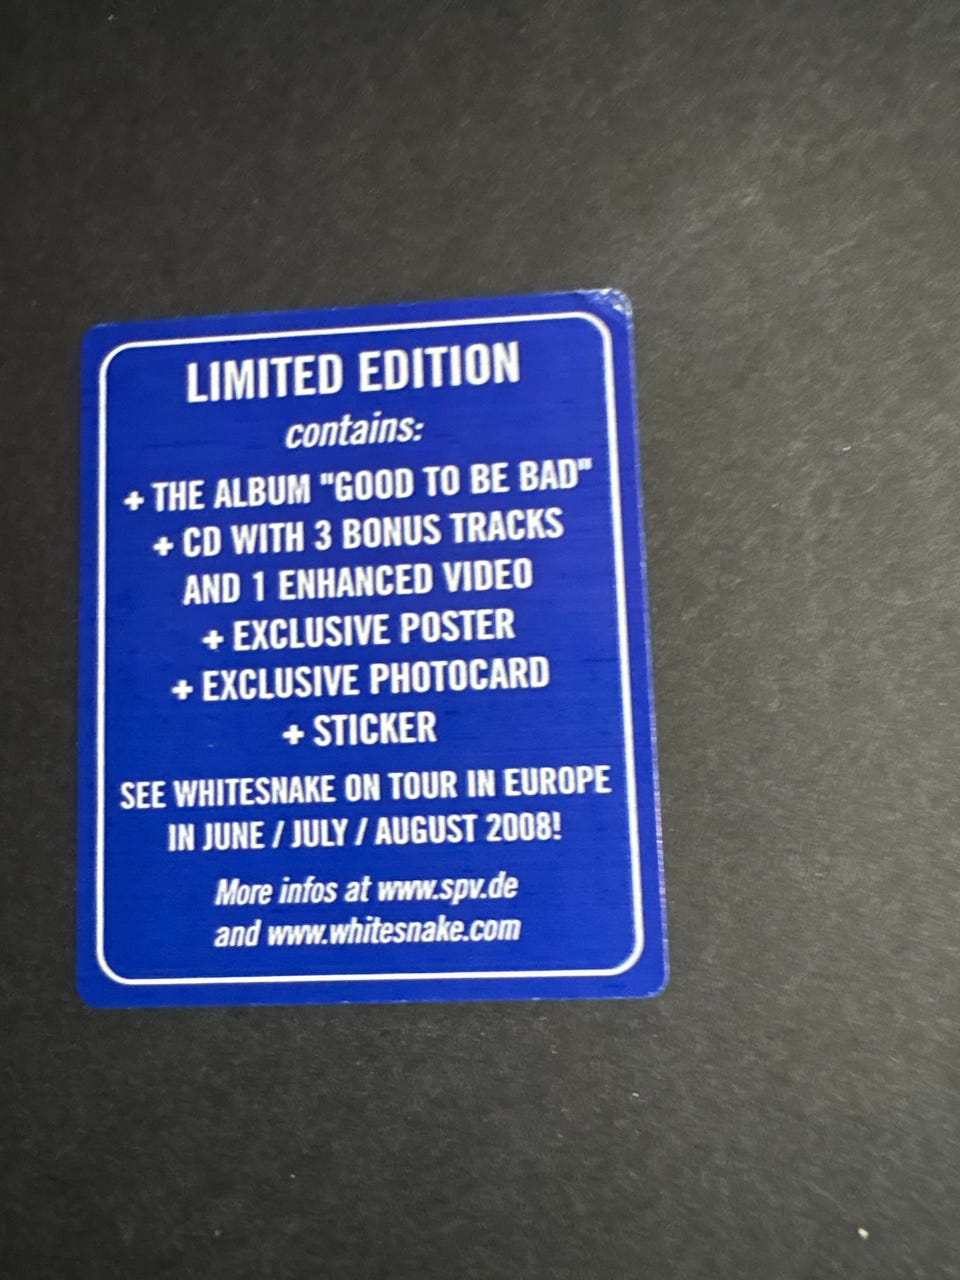 LIMITED EDITION
contains:
+ THE ALBUM "GOOD TO BE BAD"
+ CD WITH 3 BONUS TRACKS
AND 1 ENHANCED VIDEO
+ EXCLUSIVE POSTER
+ EXCLUSIVE PHOTOCARD
+ STICKER
SEE WHITESNAKE ON TOUR IN EUROPE
IN JUNE / JULY / AUGUST 2008!
More infos at www.spv.de
and www.whitesnake.com